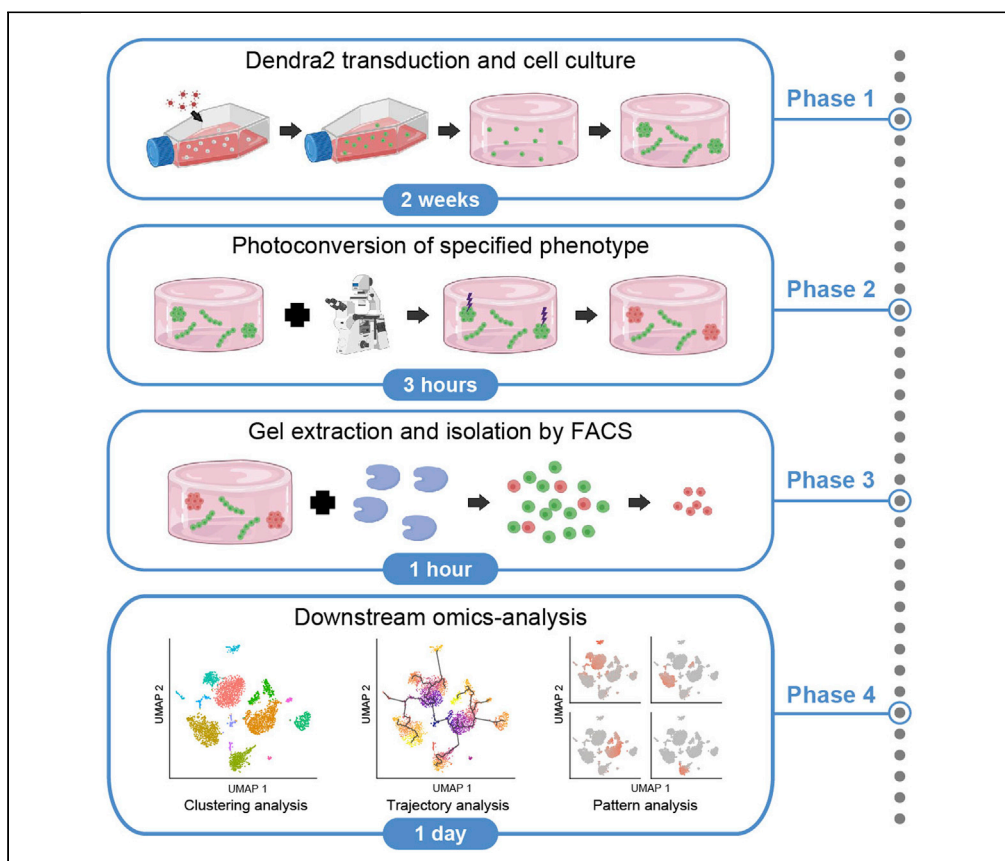 Dendra2 transduction and cell culture
Phase 1
2 weeks
Photoconversion of specified phenotype
Phase 2
3 hours
Gel extraction and isolation by FACS
Phase 3
1 hour
Downstream omics-analysis
Phase 4
UMAP 2
UMAP 1
Clustering analysis
UMAP 2
UMAP 1
Trajectory analysis
UMAP 2
UMAP 1
Pattern analysis
1 day